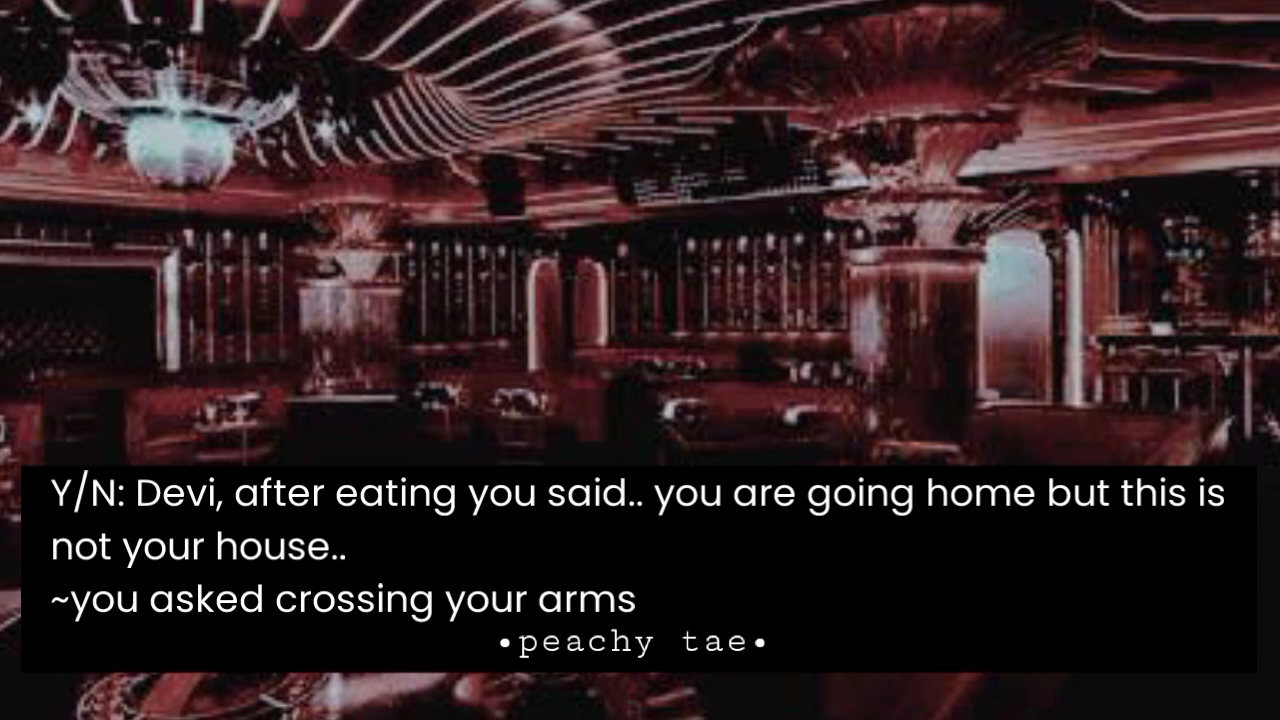 Y/N: Devi, after eating you said.. you are going home but this is
not your house..
~you asked crossing your arms
•peachy tae•